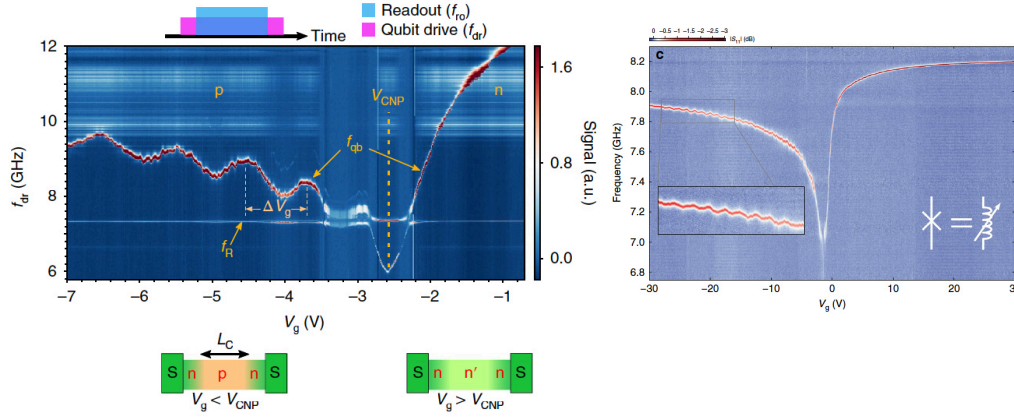 Readout (f_ro)
Qubit drive (f_dr)
Time
12
10
8
6
f_dr (GHz)
p
n
V_CNP
f_qb
Δ V_g
f_R
−7
−6
−5
−4
−3
−2
−1
V_g (V)
1.6
0.8
0.0
Signal (a.u.)
L_C
S n p n S
V_g < V_CNP
S n n′ n S
V_g > V_CNP
0 −0.5 −1 −1.5 −2 −2.5 −3
|S_11| (dB)
c
8.2
8.0
7.8
7.6
7.4
7.2
7.0
6.8
Frequency (GHz)
=
−30
−20
−10
0
10
20
30
V_g (V)